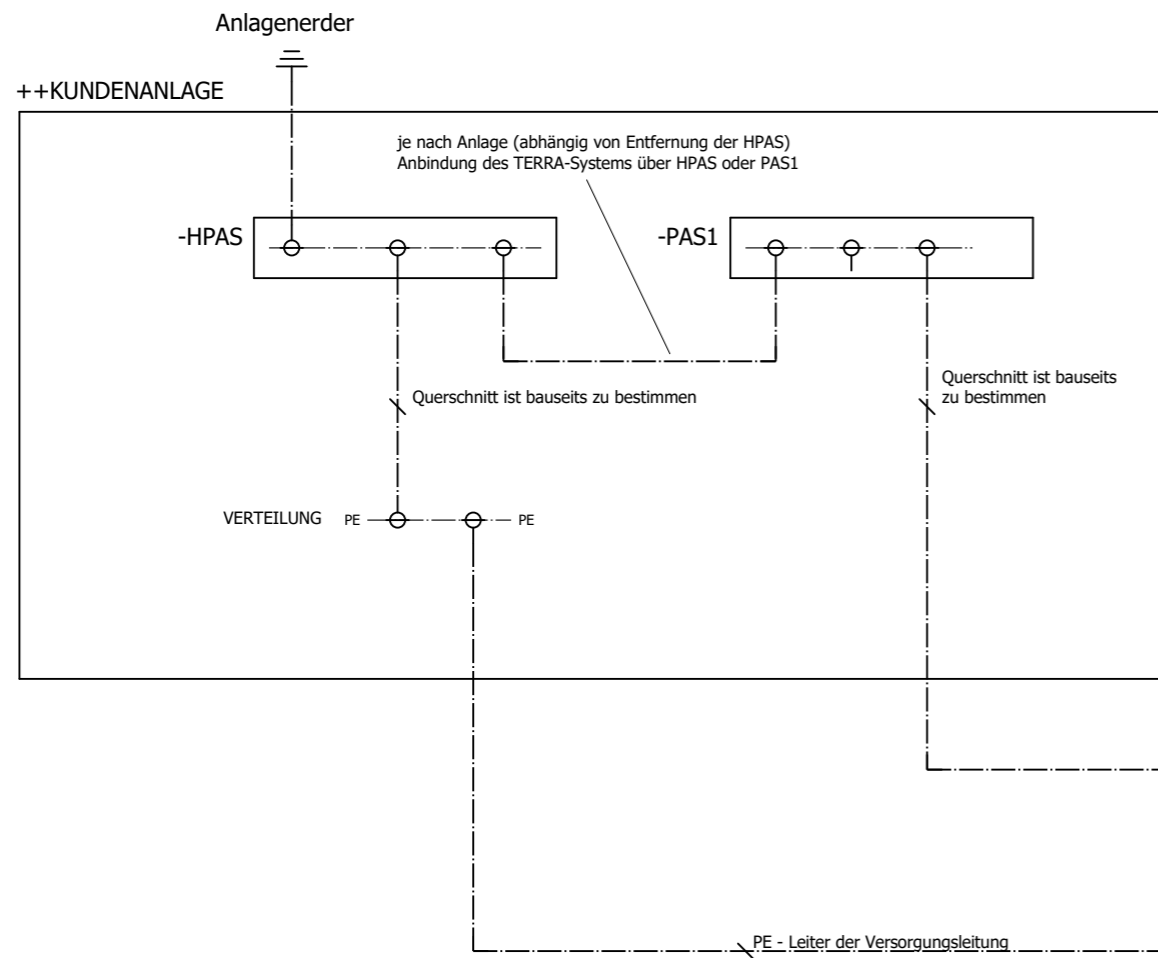 Anlagenerder
++KUNDENANLAGE
je nach Anlage (abhängig von Entfernung der HPAS)
Anbindung des TERRA-Systems über HPAS oder PAS1
-HPAS
-PAS1
Querschnitt ist bauseits zu bestimmen
Querschnitt ist bauseits
zu bestimmen
VERTEILUNG PE PE
PE - Leiter der Versorgungsleitung